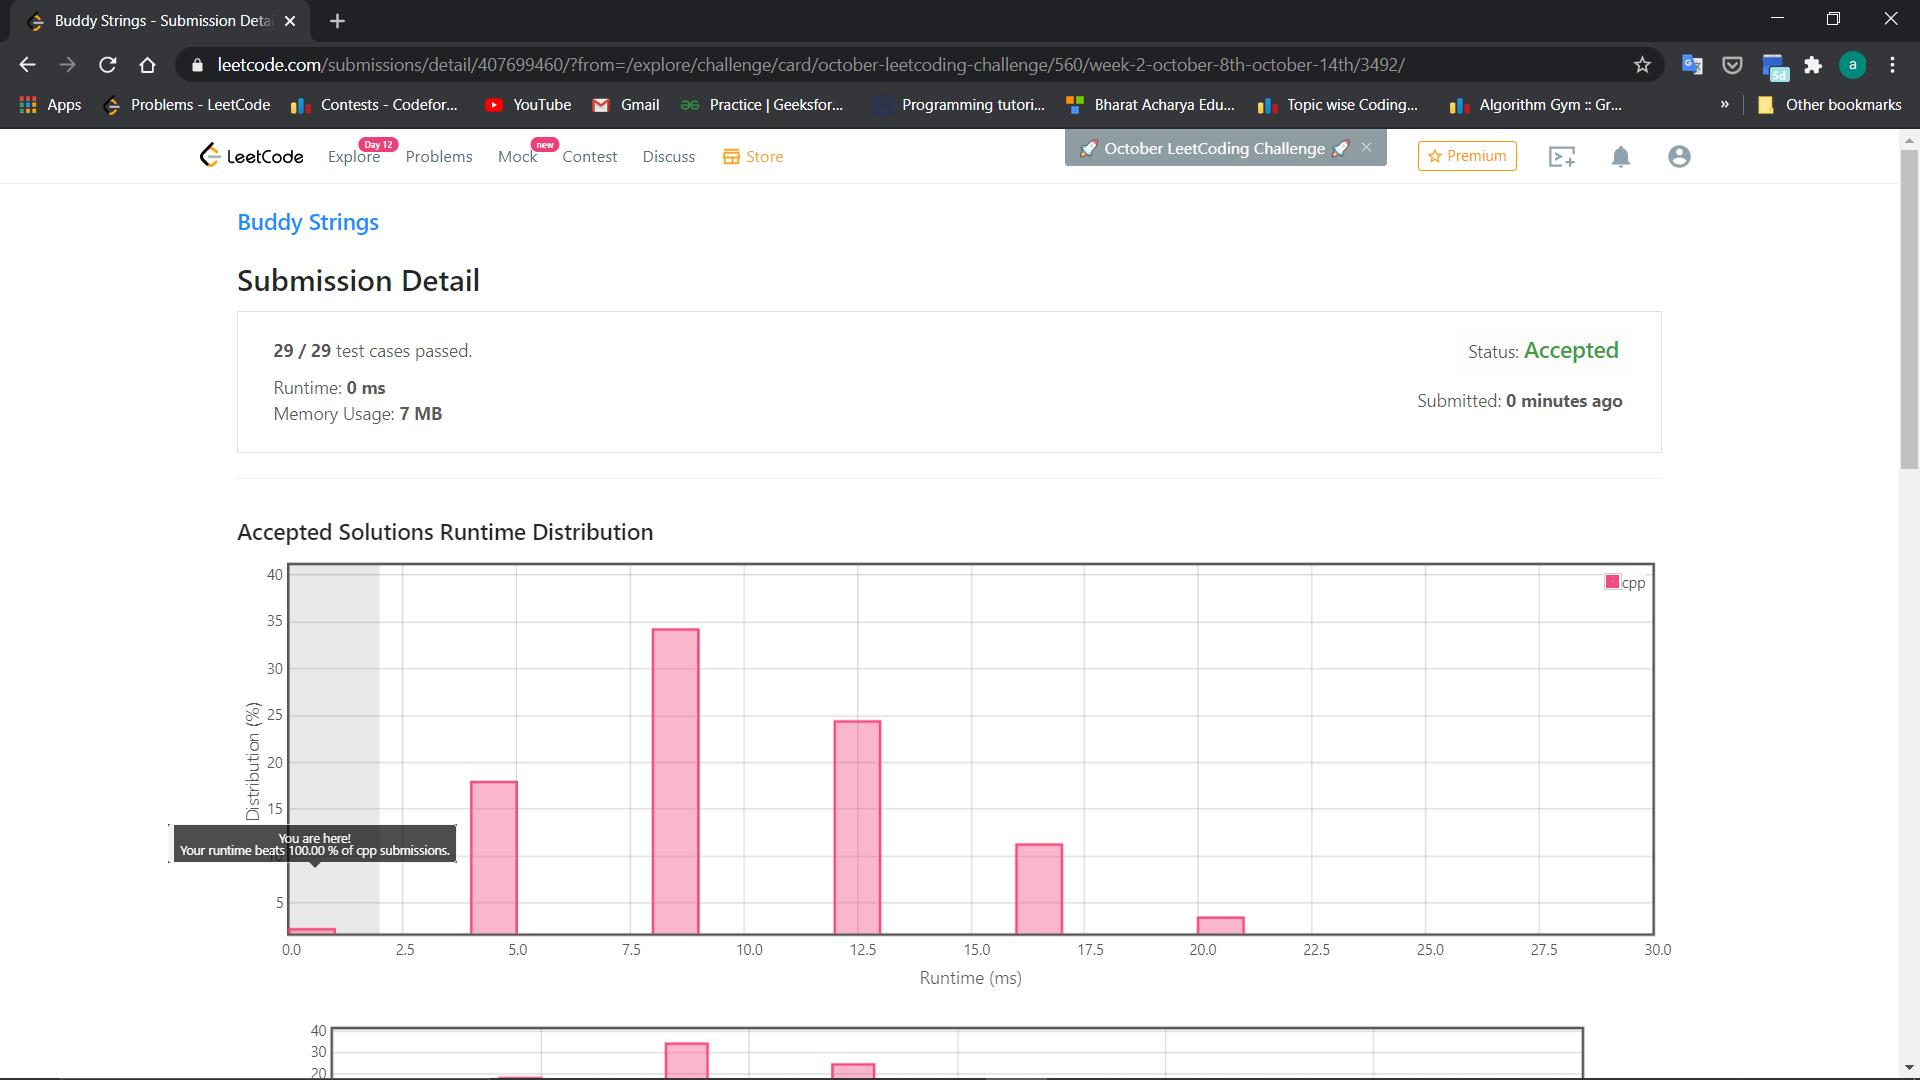 Buddy Strings - Submission Detai
leetcode.com/submissions/detail/407699460/?from=/explore/challenge/card/october-leetcoding-challenge/560/week-2-october-8th-october-14th/3492/
5d
a
Apps Problems - LeetCode Contests - Codefor... YouTube Gmail Practice | Geeksfor... Programming tutori... Bharat Acharya Edu... Topic wise Coding... Algorithm Gym :: Gr... » Other bookmarks
LeetCode Explore Day 12 Problems Mock new Contest Discuss Store October LeetCoding Challenge Premium
Buddy Strings
Submission Detail
29 / 29 test cases passed.
Status: Accepted
Runtime: 0 ms
Submitted: 0 minutes ago
Memory Usage: 7 MB
Accepted Solutions Runtime Distribution
40
cpp
35
30
25
20
15
10
5
Distribution (%)
You are here!
Your runtime beats 100.00 % of cpp submissions.
0.0 2.5 5.0 7.5 10.0 12.5 15.0 17.5 20.0 22.5 25.0 27.5 30.0
Runtime (ms)
40
30
20